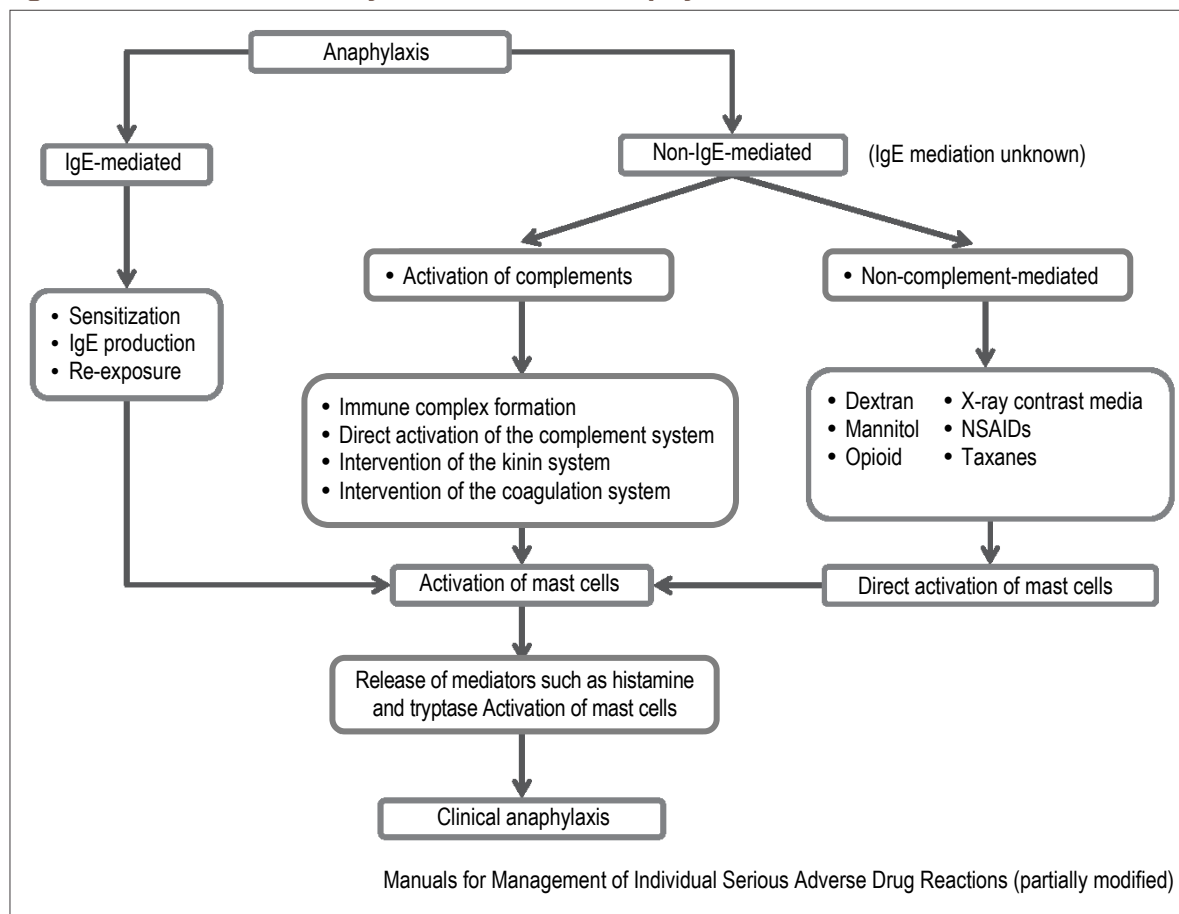 Anaphylaxis
IgE-mediated
Non-IgE-mediated
(IgE mediation unknown)
• Activation of complements
• Non-complement-mediated
• Sensitization
• IgE production
• Re-exposure
• Immune complex formation
• Direct activation of the complement system
• Intervention of the kinin system
• Intervention of the coagulation system
• Dextran
• Mannitol
• Opioid
• X-ray contrast media
• NSAIDs
• Taxanes
Activation of mast cells
Direct activation of mast cells
Release of mediators such as histamine
and tryptase Activation of mast cells
Clinical anaphylaxis
Manuals for Management of Individual Serious Adverse Drug Reactions (partially modified)